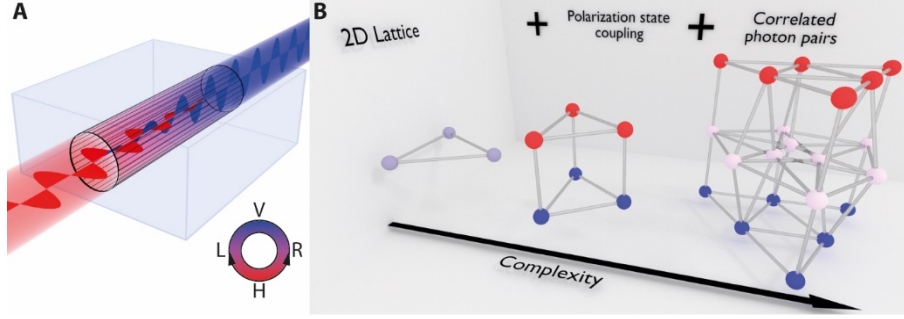 A
V
L
R
H
B
2D Lattice
+
Polarization state
coupling
+
Correlated
photon pairs
Complexity